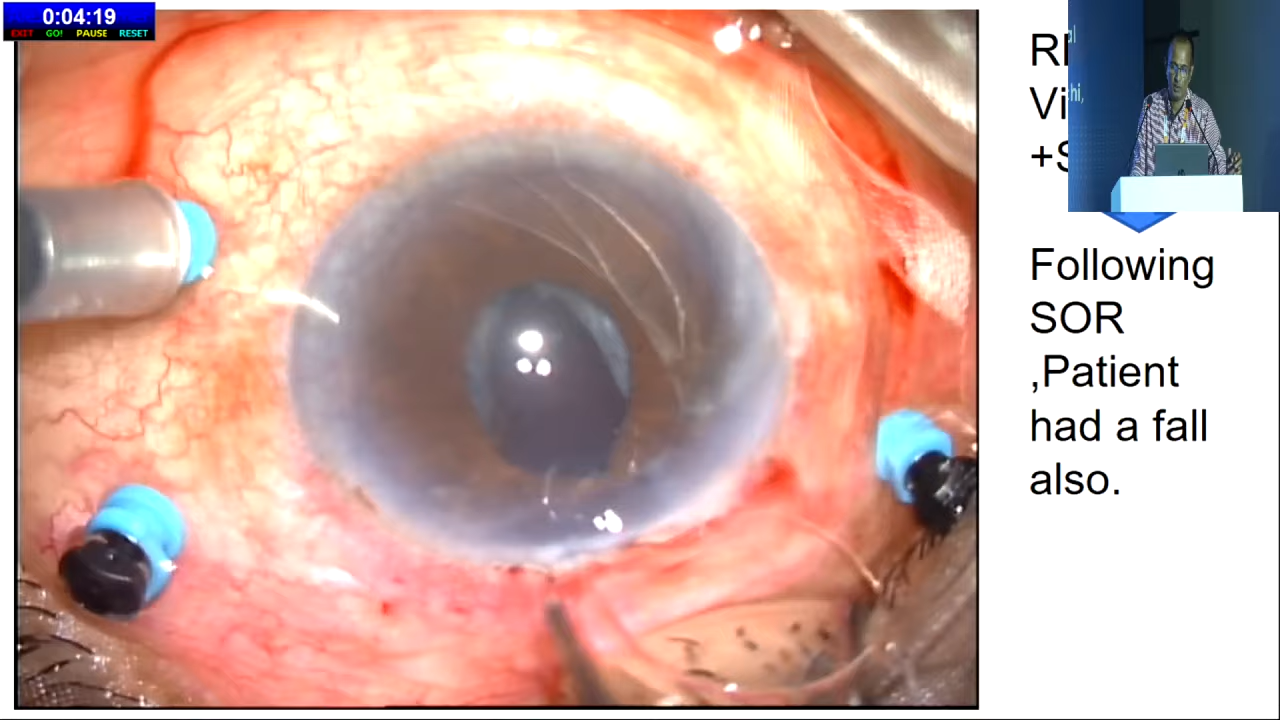 0:04:19
EXIT GO! PAUSE RESET
+S
Following
SOR
,Patient
had a fall
also.